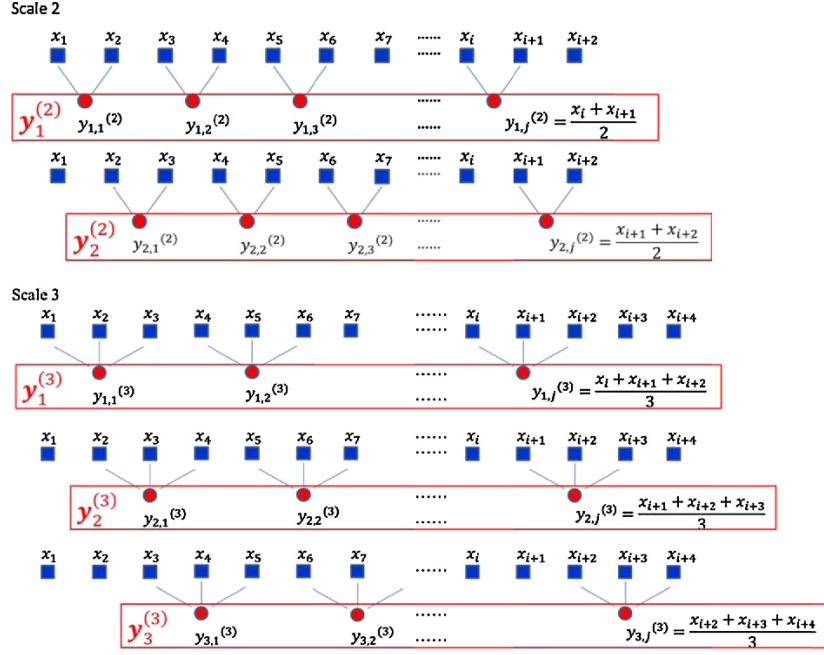 Scale 2
x₁ x₂ x₃ x₄ x₅ x₆ x₇ ...... xᵢ xᵢ₊₁ xᵢ₊₂
......
y₁⁽²⁾ y₁,₁⁽²⁾ y₁,₂⁽²⁾ y₁,₃⁽²⁾ ...... y₁,ⱼ⁽²⁾ = (xᵢ + xᵢ₊₁)/2
......
x₁ x₂ x₃ x₄ x₅ x₆ x₇ ...... xᵢ xᵢ₊₁ xᵢ₊₂
......
y₂⁽²⁾ y₂,₁⁽²⁾ y₂,₂⁽²⁾ y₂,₃⁽²⁾ ...... y₂,ⱼ⁽²⁾ = (xᵢ₊₁ + xᵢ₊₂)/2
......
Scale 3
x₁ x₂ x₃ x₄ x₅ x₆ x₇ ...... xᵢ xᵢ₊₁ xᵢ₊₂ xᵢ₊₃ xᵢ₊₄
......
y₁⁽³⁾ y₁,₁⁽³⁾ y₁,₂⁽³⁾ ...... y₁,ⱼ⁽³⁾ = (xᵢ + xᵢ₊₁ + xᵢ₊₂)/3
......
x₁ x₂ x₃ x₄ x₅ x₆ x₇ ...... xᵢ xᵢ₊₁ xᵢ₊₂ xᵢ₊₃ xᵢ₊₄
......
y₂⁽³⁾ y₂,₁⁽³⁾ y₂,₂⁽³⁾ ...... y₂,ⱼ⁽³⁾ = (xᵢ₊₁ + xᵢ₊₂ + xᵢ₊₃)/3
......
x₁ x₂ x₃ x₄ x₅ x₆ x₇ ...... xᵢ xᵢ₊₁ xᵢ₊₂ xᵢ₊₃ xᵢ₊₄
......
y₃⁽³⁾ y₃,₁⁽³⁾ y₃,₂⁽³⁾ ...... y₃,ⱼ⁽³⁾ = (xᵢ₊₂ + xᵢ₊₃ + xᵢ₊₄)/3
......